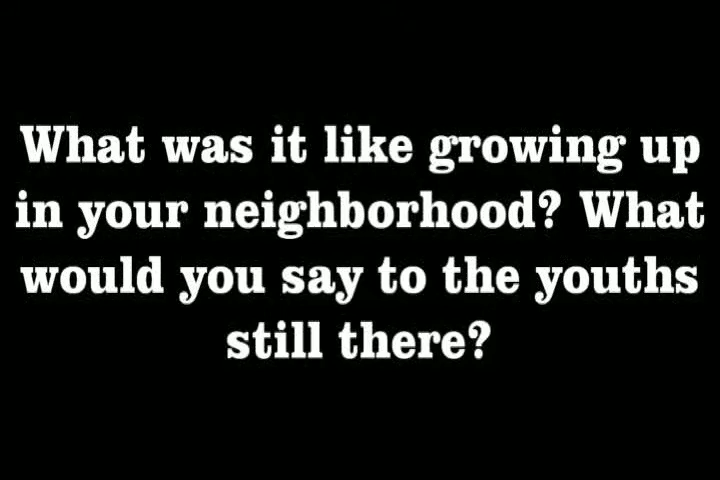 What was it like growing up
in your neighborhood? What
would you say to the youths
still there?